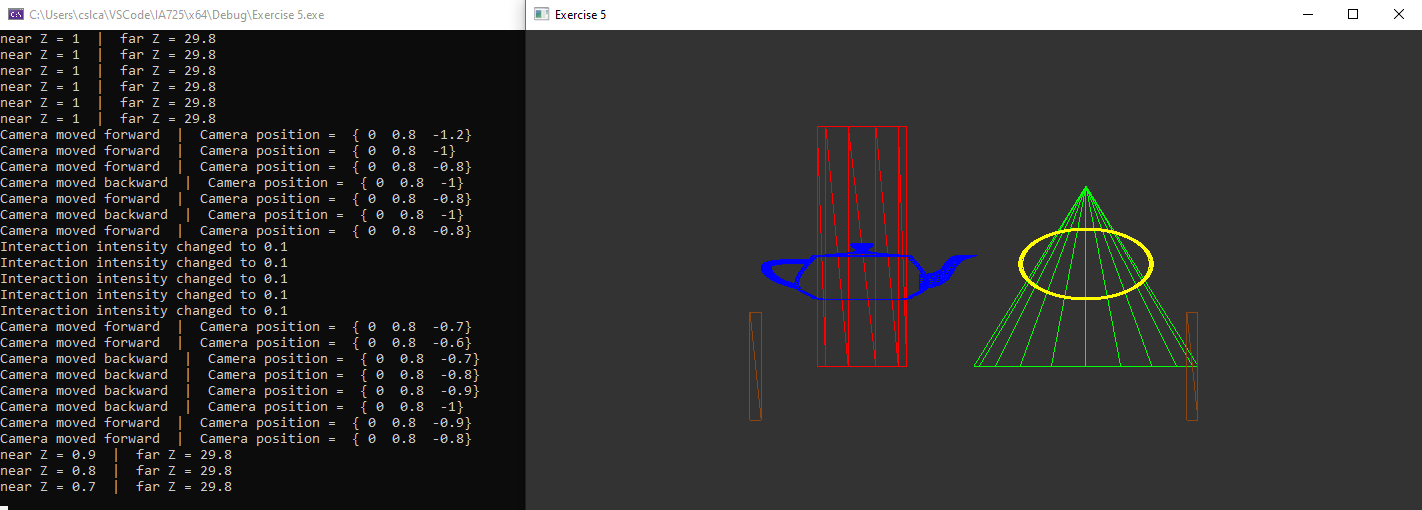 C:\Users\cslca\VSCode\IA725\x64\Debug\Exercise 5.exe
near Z = 1  |  far Z = 29.8
near Z = 1  |  far Z = 29.8
near Z = 1  |  far Z = 29.8
near Z = 1  |  far Z = 29.8
near Z = 1  |  far Z = 29.8
near Z = 1  |  far Z = 29.8
Camera moved forward  |  Camera position =  { 0  0.8  -1.2}
Camera moved forward  |  Camera position =  { 0  0.8  -1}
Camera moved forward  |  Camera position =  { 0  0.8  -0.8}
Camera moved backward  |  Camera position =  { 0  0.8  -1}
Camera moved forward  |  Camera position =  { 0  0.8  -0.8}
Camera moved backward  |  Camera position =  { 0  0.8  -1}
Camera moved forward  |  Camera position =  { 0  0.8  -0.8}
Interaction intensity changed to 0.1
Interaction intensity changed to 0.1
Interaction intensity changed to 0.1
Interaction intensity changed to 0.1
Interaction intensity changed to 0.1
Camera moved forward  |  Camera position =  { 0  0.8  -0.7}
Camera moved forward  |  Camera position =  { 0  0.8  -0.6}
Camera moved backward  |  Camera position =  { 0  0.8  -0.7}
Camera moved backward  |  Camera position =  { 0  0.8  -0.8}
Camera moved backward  |  Camera position =  { 0  0.8  -0.9}
Camera moved backward  |  Camera position =  { 0  0.8  -1}
Camera moved forward  |  Camera position =  { 0  0.8  -0.9}
Camera moved forward  |  Camera position =  { 0  0.8  -0.8}
near Z = 0.9  |  far Z = 29.8
near Z = 0.8  |  far Z = 29.8
near Z = 0.7  |  far Z = 29.8
Exercise 5